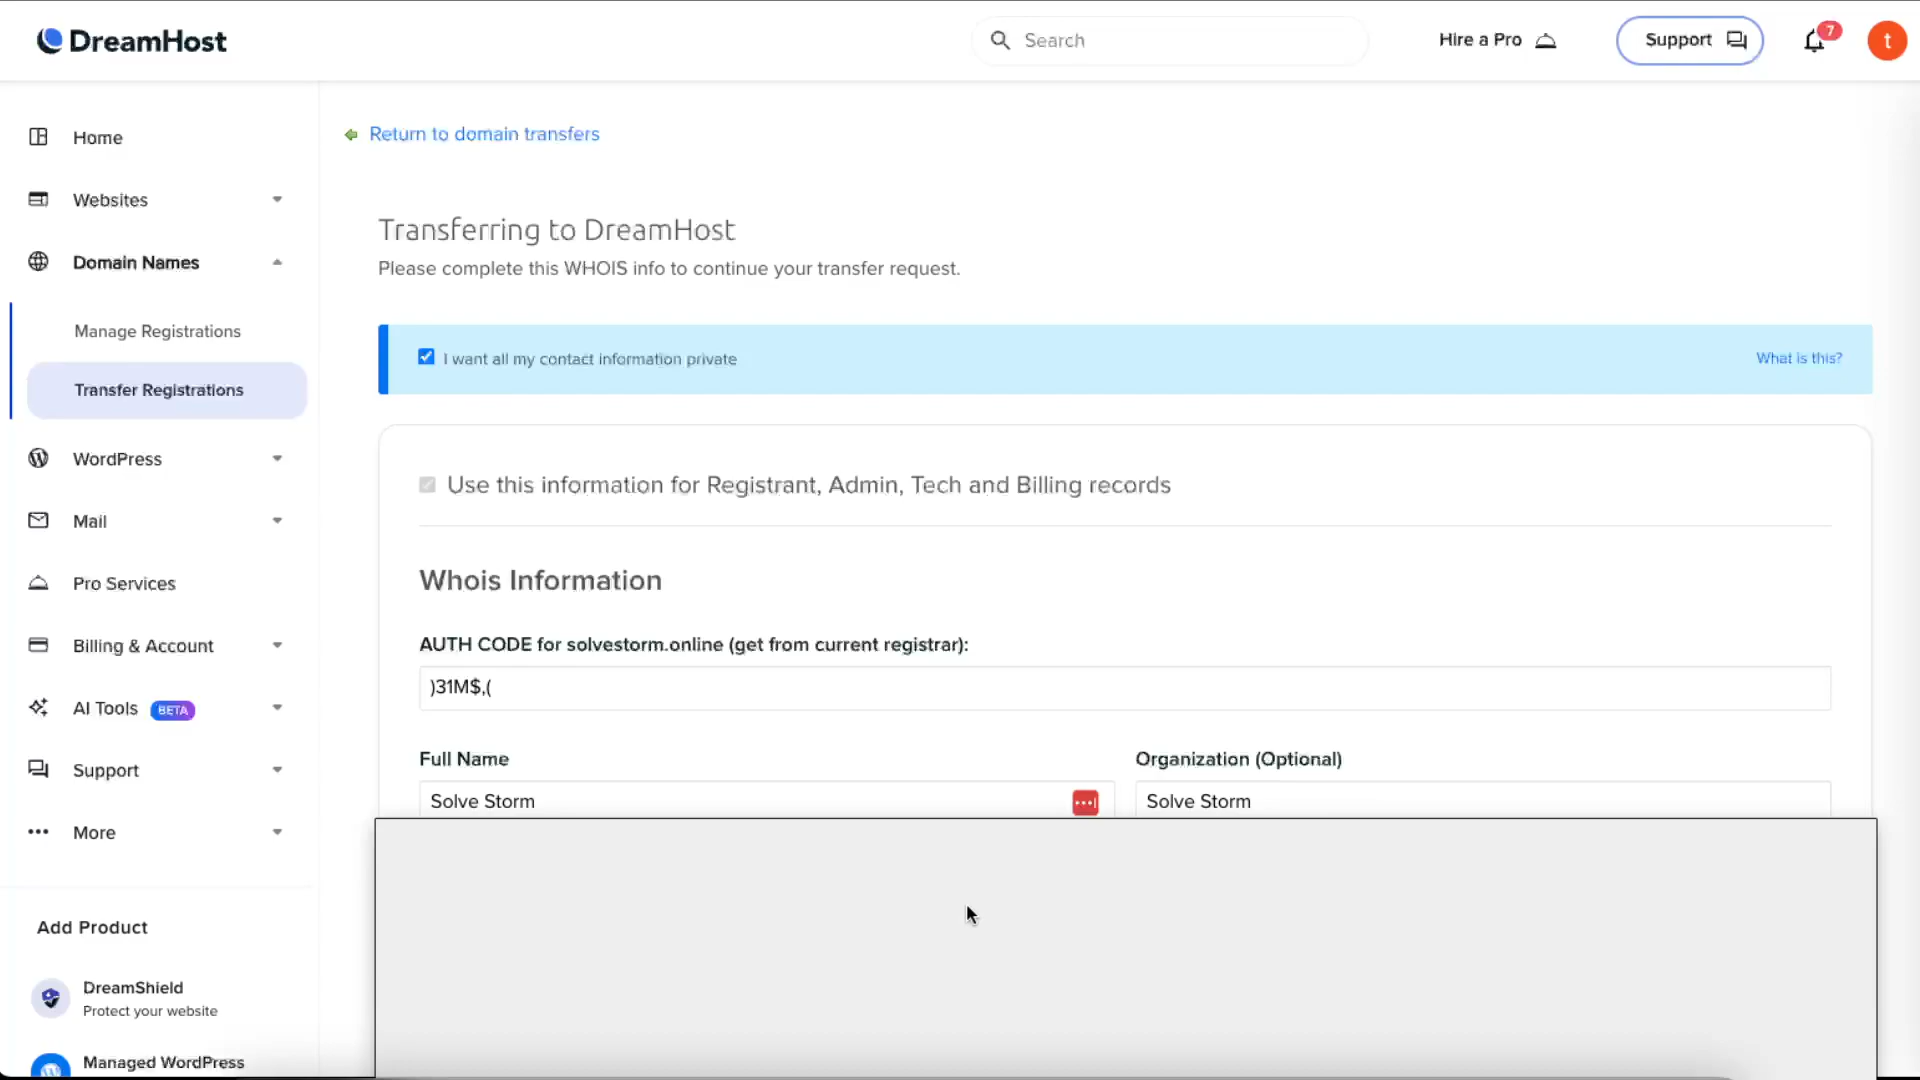 DreamHost
Search
Hire a Pro
Support
7
t
Home
Websites
Domain Names
Manage Registrations
Transfer Registrations
WordPress
Mail
Pro Services
Billing & Account
AI Tools BETA
Support
More
Add Product
DreamShield
Protect your website
Managed WordPress
Return to domain transfers
Transferring to DreamHost
Please complete this WHOIS info to continue your transfer request.
I want all my contact information private
What is this?
Use this information for Registrant, Admin, Tech and Billing records
Whois Information
AUTH CODE for solvestorm.online (get from current registrar):
)31M$,(
Full Name
Organization (Optional)
Solve Storm
Solve Storm